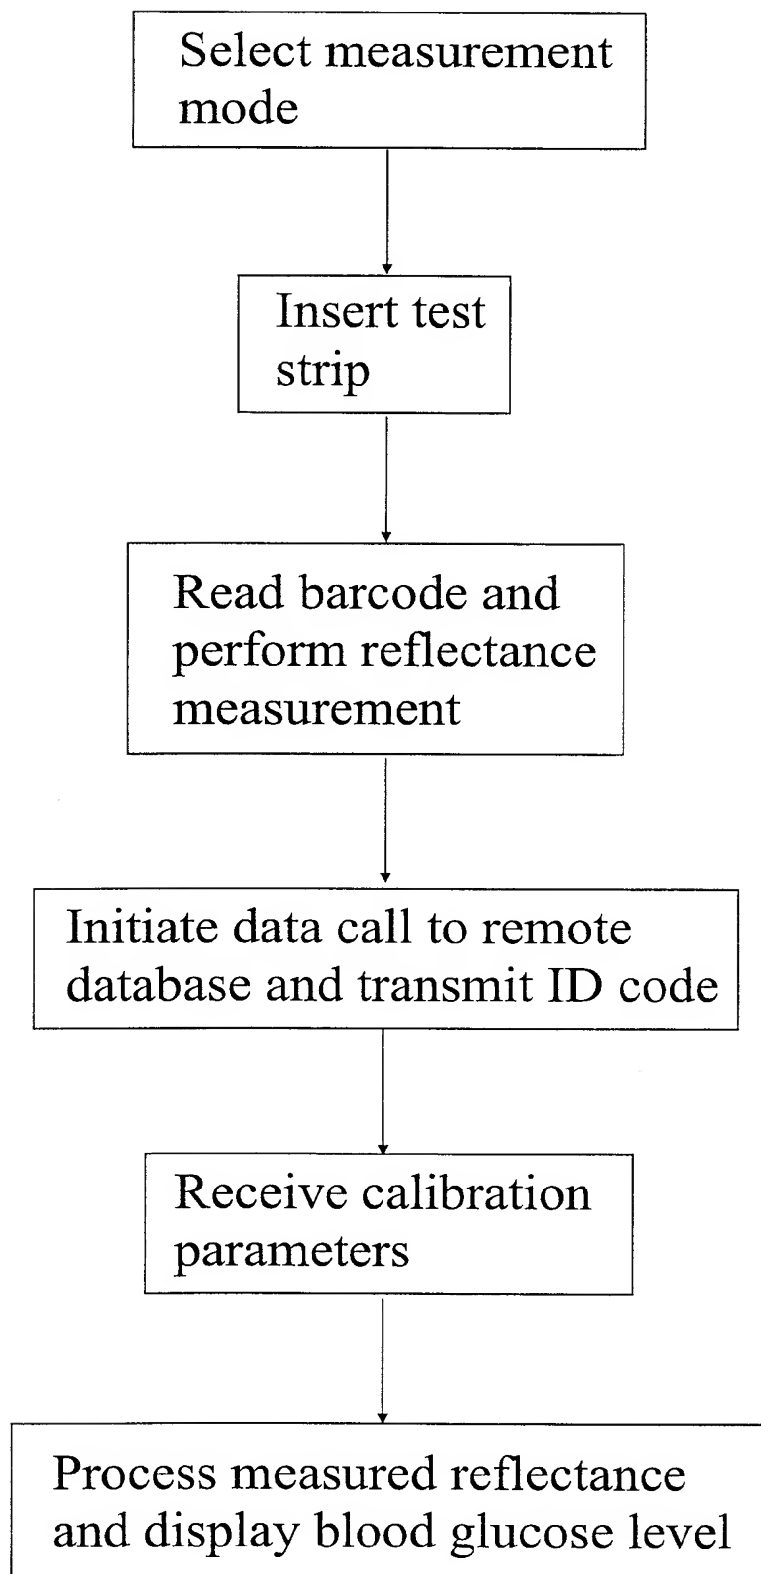 Select measurement
mode
Insert test
strip
Read barcode and
perform reflectance
measurement
Initiate data call to remote
database and transmit ID code
Receive calibration
parameters
Process measured reflectance
and display blood glucose level